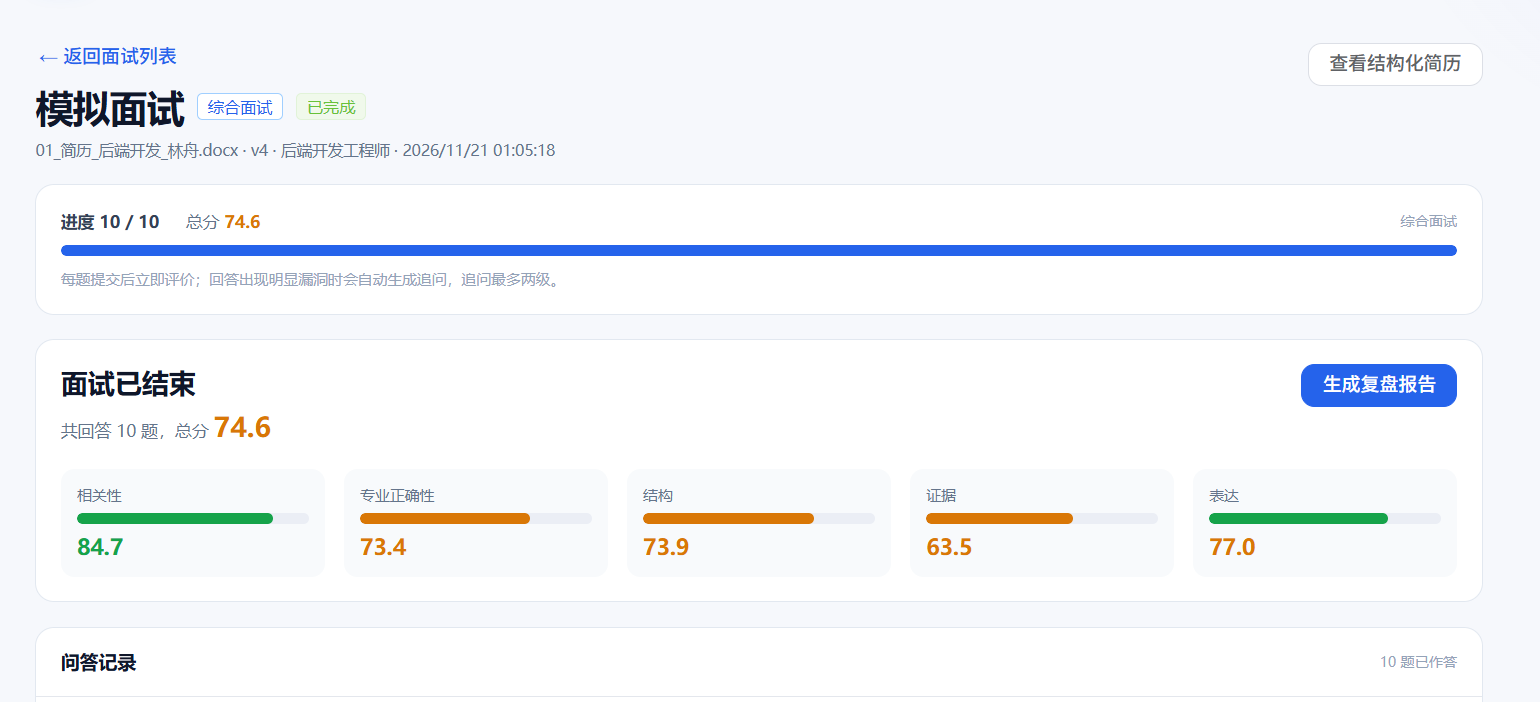 ← 返回面试列表
查看结构化简历
模拟面试 综合面试 已完成
01_简历_后端开发_林舟.docx · v4 · 后端开发工程师 · 2026/11/21 01:05:18
进度 10 / 10 总分 74.6 综合面试
每题提交后立即评价；回答出现明显漏洞时会自动生成追问，追问最多两级。
面试已结束
生成复盘报告
共回答 10 题，总分 74.6
相关性 专业正确性 结构 证据 表达
84.7 73.4 73.9 63.5 77.0
问答记录 10 题已作答